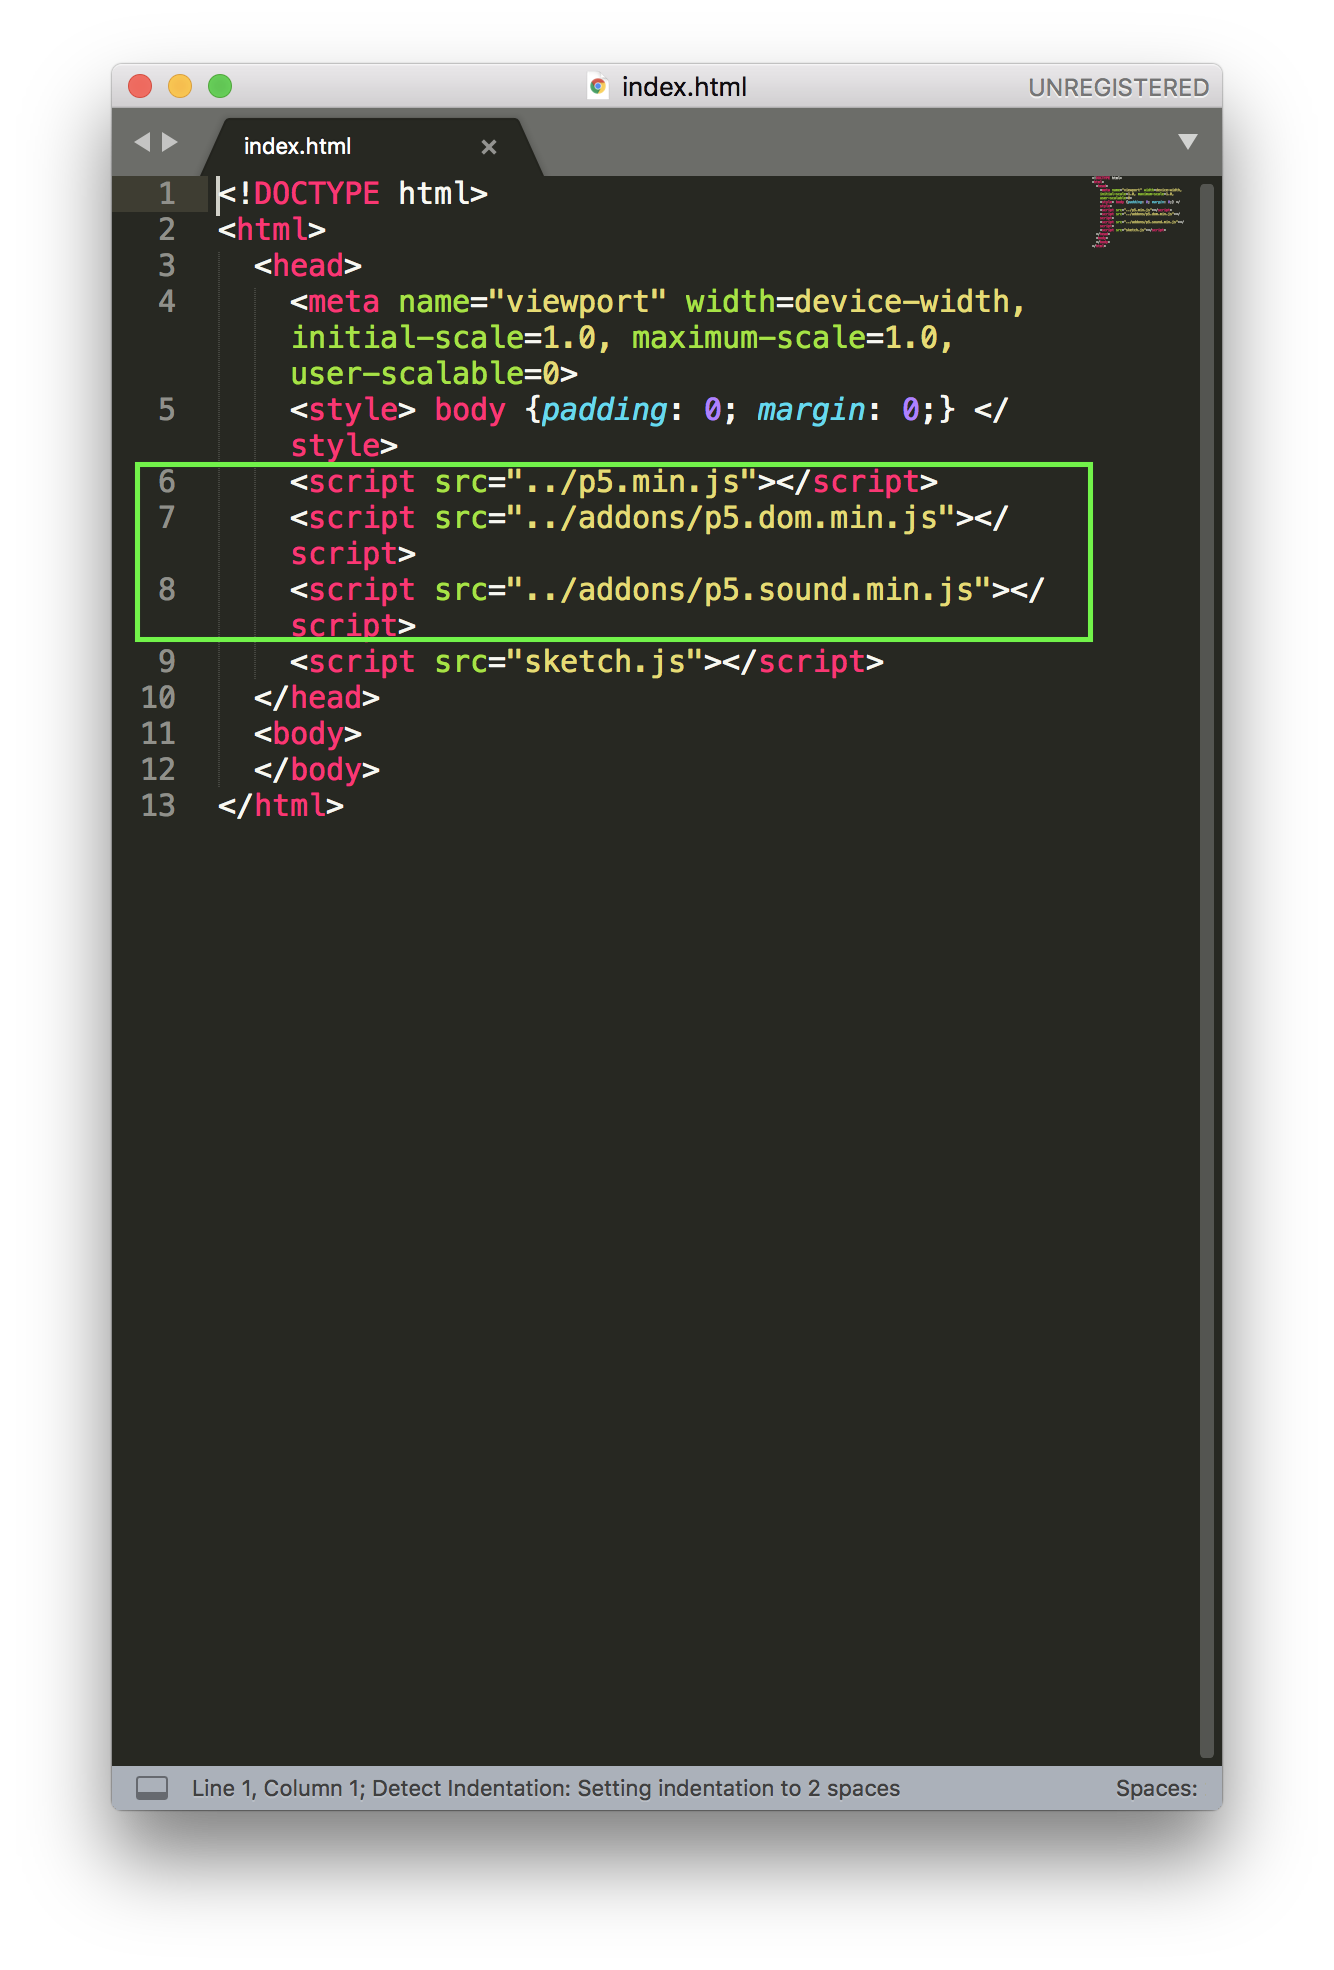 index.html
UNREGISTERED
index.html ×
1 <!DOCTYPE html>
2 <html>
3 <head>
4 <meta name="viewport" width=device-width,
initial-scale=1.0, maximum-scale=1.0,
user-scalable=0>
5 <style> body {padding: 0; margin: 0;} </
style>
6 <script src="../p5.min.js"></script>
7 <script src="../addons/p5.dom.min.js"></
script>
8 <script src="../addons/p5.sound.min.js"></
script>
9 <script src="sketch.js"></script>
10 </head>
11 <body>
12 </body>
13 </html>
Line 1, Column 1; Detect Indentation: Setting indentation to 2 spaces
Spaces: